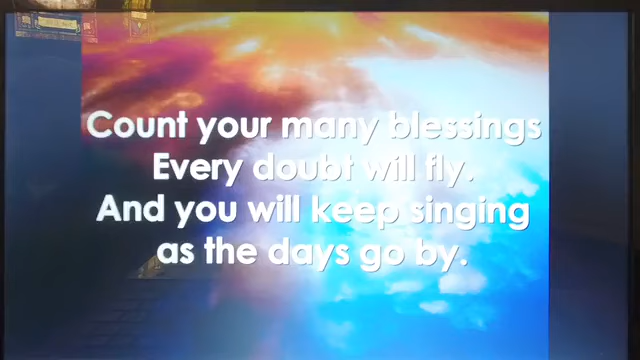 Count your many blessings
Every doubt will fly.
And you will keep singing
as the days go by.